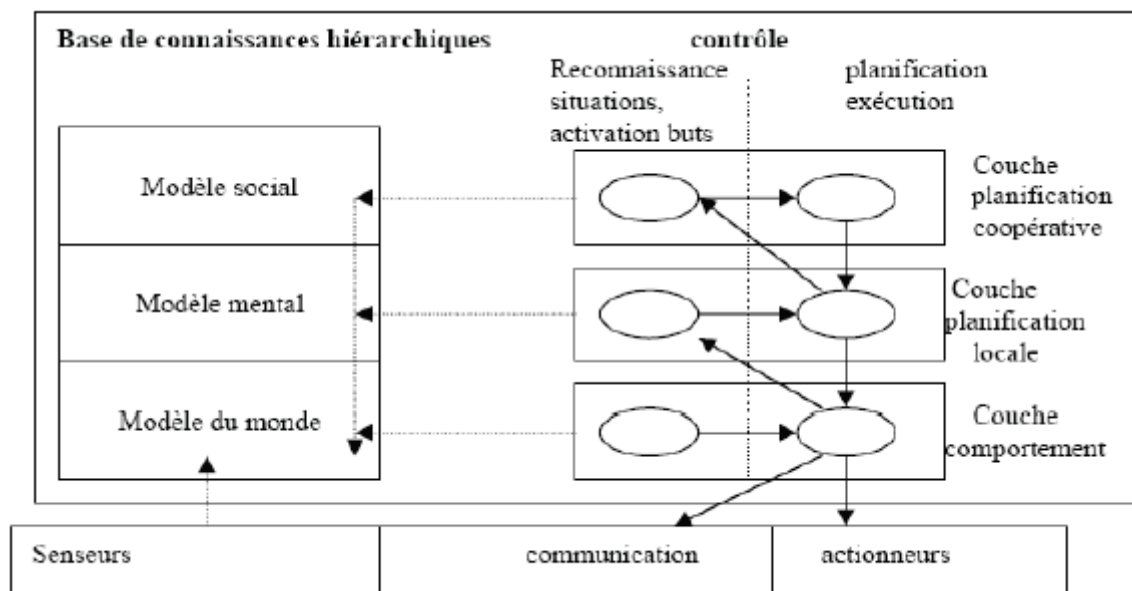 Base de connaissances hiérarchiques
contrôle
Reconnaissance
situations,
activation buts
planification
exécution
Modèle social
Couche
planification
coopérative
Modèle mental
Couche
planification
locale
Modèle du monde
Couche
comportement
Senseurs
communication
actionneurs